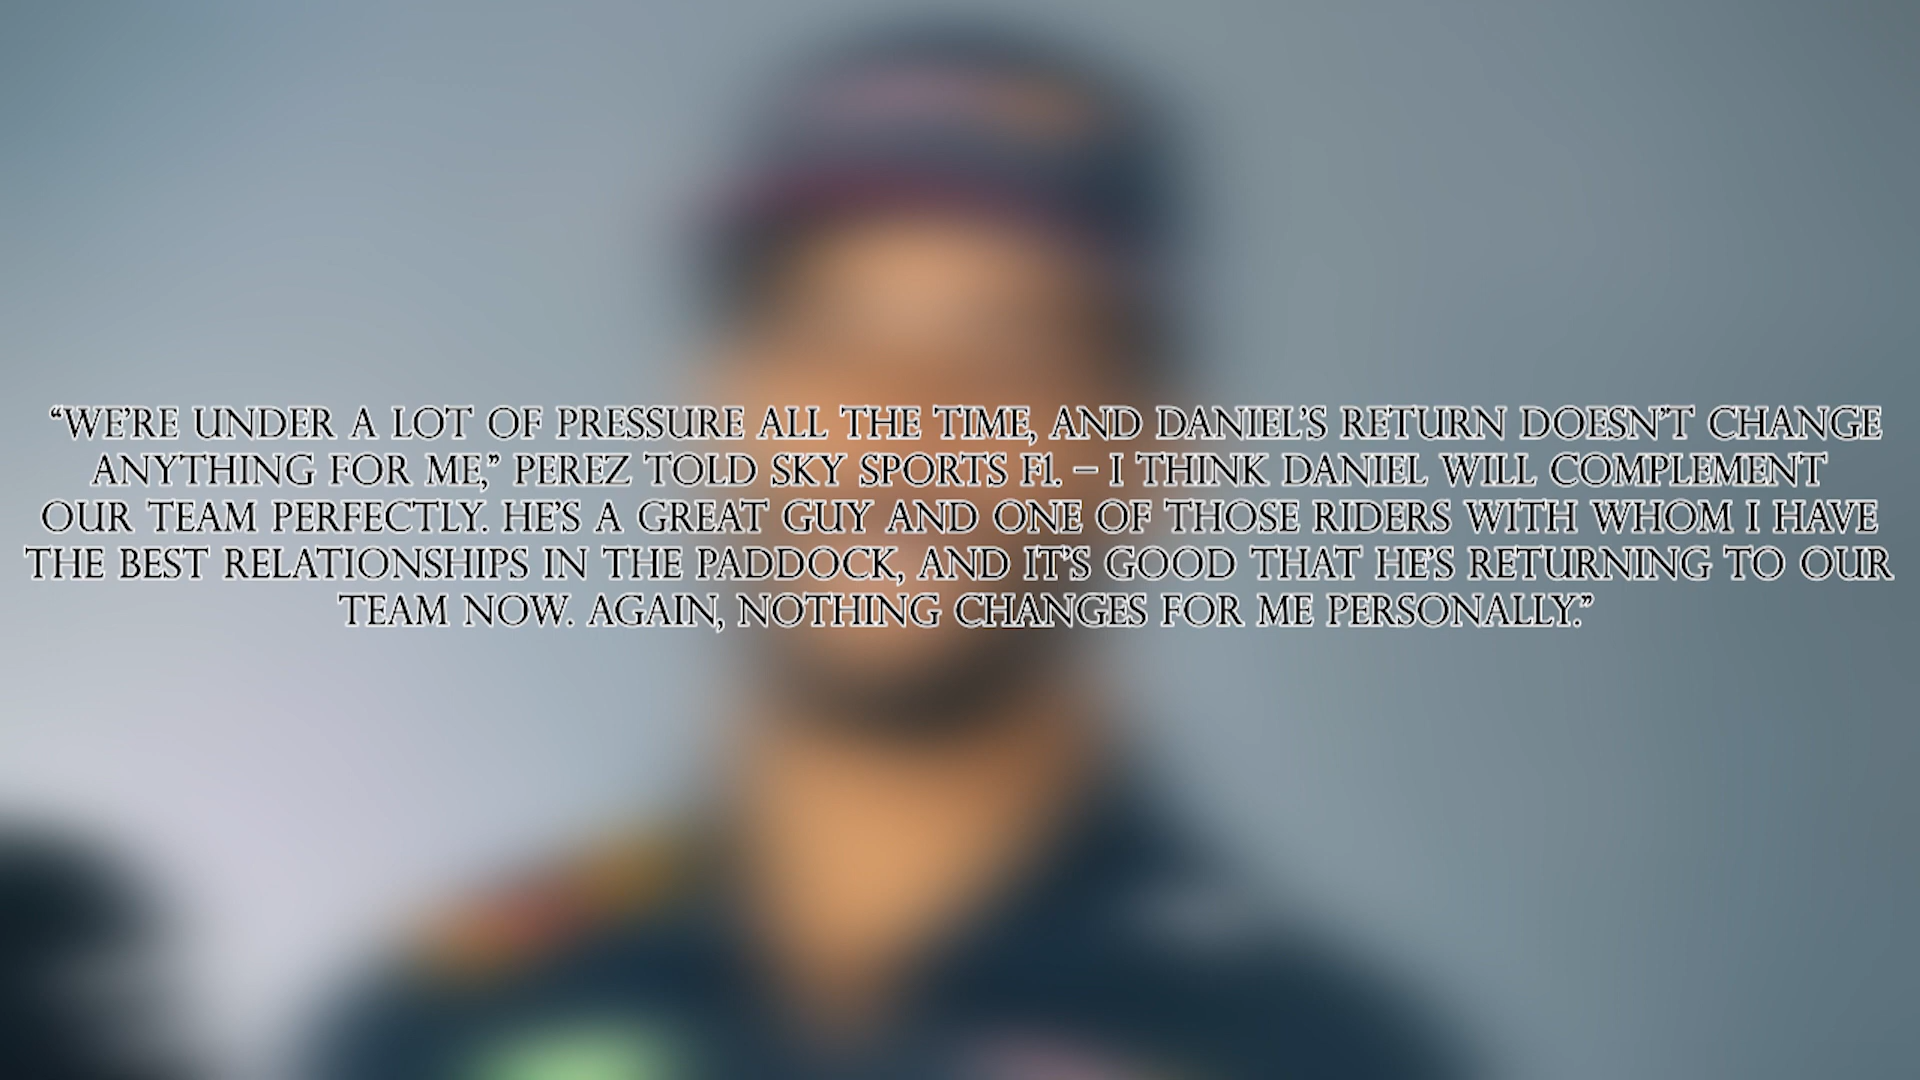 “WE’RE UNDER A LOT OF PRESSURE ALL THE TIME, AND DANIEL’S RETURN DOESN’T CHANGE
ANYTHING FOR ME,” PEREZ TOLD SKY SPORTS F1. – I THINK DANIEL WILL COMPLEMENT
OUR TEAM PERFECTLY. HE’S A GREAT GUY AND ONE OF THOSE RIDERS WITH WHOM I HAVE
THE BEST RELATIONSHIPS IN THE PADDOCK, AND IT’S GOOD THAT HE’S RETURNING TO OUR
TEAM NOW. AGAIN, NOTHING CHANGES FOR ME PERSONALLY.”